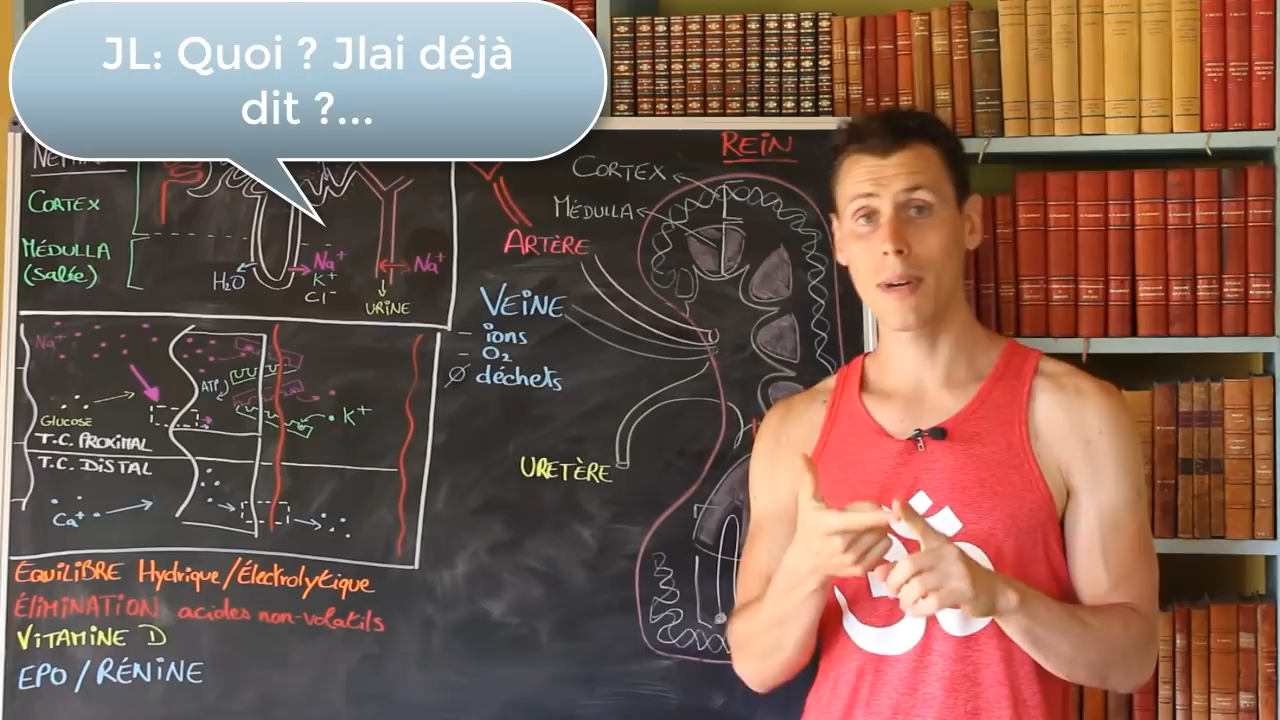 JL: Quoi ? Jlai déjà
dit ?...
REIN
CORTEX
MÉDULLA
ARTÈRE
VEINE
- ions
- O₂
Ø déchets
URETÈRE
CORTEX
MÉDULLA
(Salée)
H₂O
Na⁺
K⁺
Cl⁻
Na⁺
URINE
Na⁺
ATP
GLUCOSE
K⁺
T.C. PROXIMAL
T.C. DISTAL
Ca⁺
EQUILIBRE Hydrique/Électrolytique
ÉLIMINATION acides non-volatils
VITAMINE D
EPO / RÉNINE